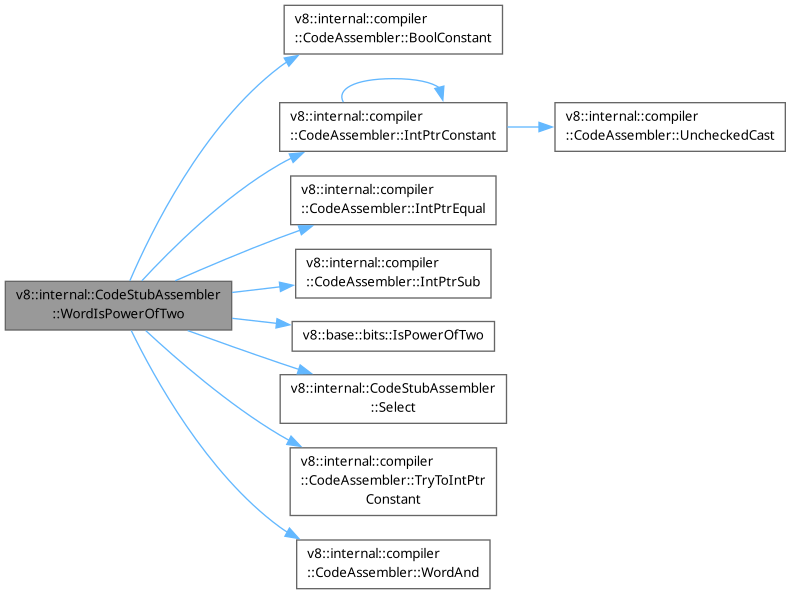 v8::internal::compiler
::CodeAssembler::BoolConstant
v8::internal::compiler
::CodeAssembler::IntPtrConstant
v8::internal::compiler
::CodeAssembler::UncheckedCast
v8::internal::compiler
::CodeAssembler::IntPtrEqual
v8::internal::compiler
::CodeAssembler::IntPtrSub
v8::internal::CodeStubAssembler
::WordIsPowerOfTwo
v8::base::bits::IsPowerOfTwo
v8::internal::CodeStubAssembler
::Select
v8::internal::compiler
::CodeAssembler::TryToIntPtr
Constant
v8::internal::compiler
::CodeAssembler::WordAnd